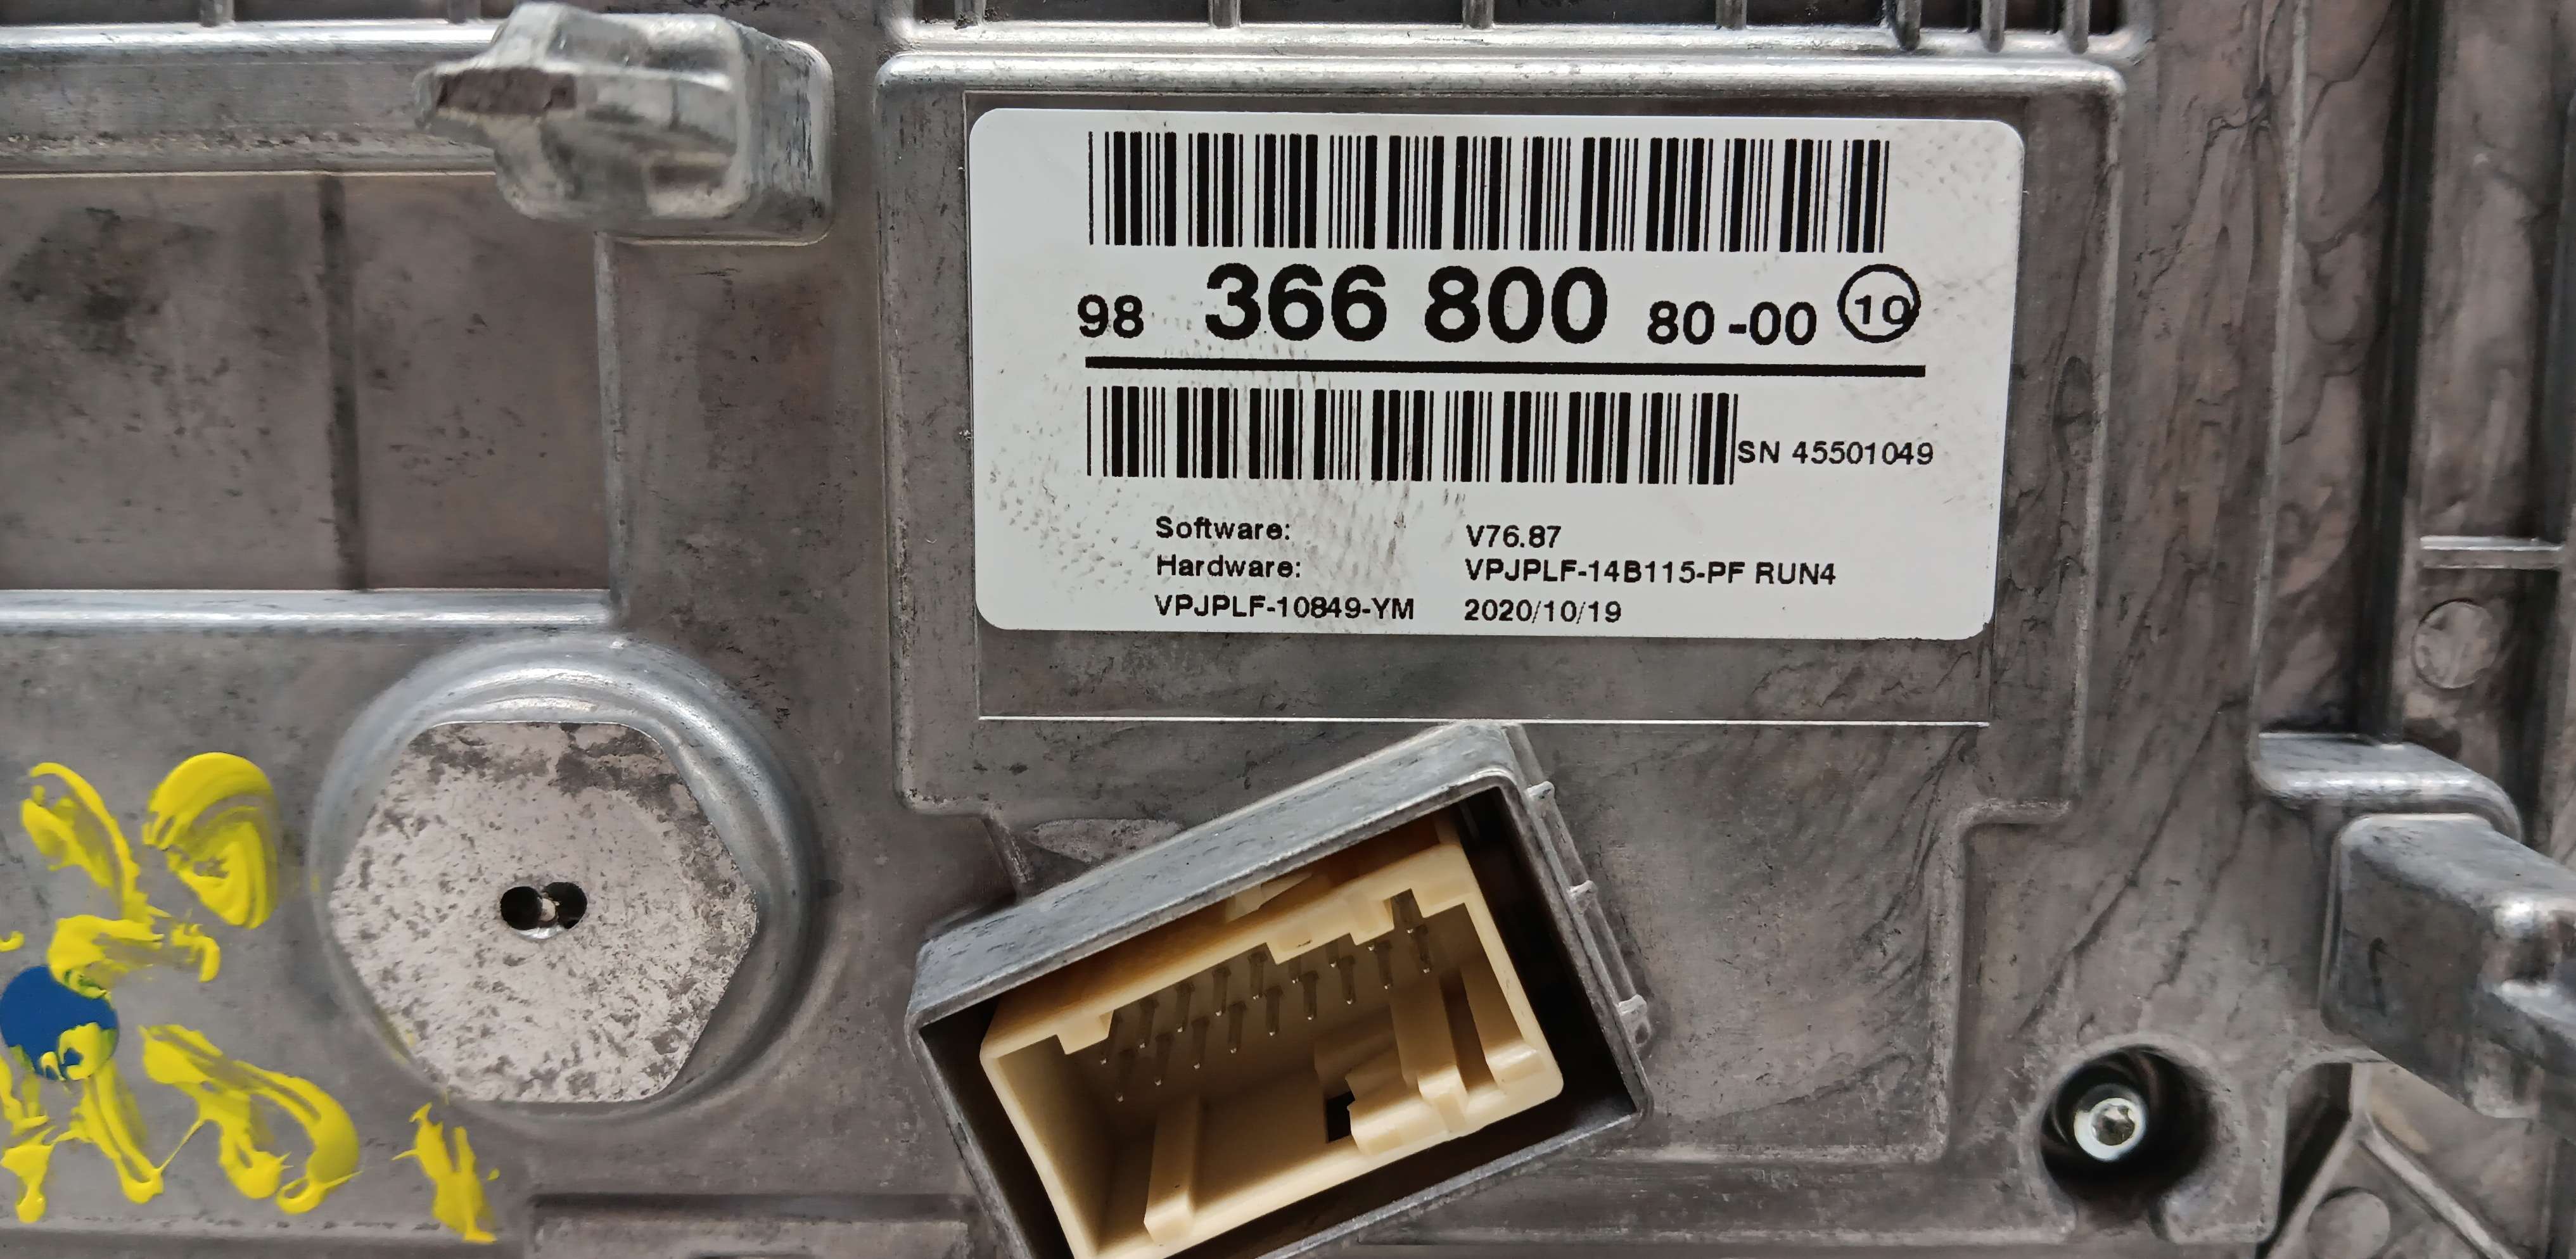 98 366 800 80-00 10
SN 45501049
Software: V76.87
Hardware: VPJPLF-14B115-PF RUN4
VPJPLF-10849-YM 2020/10/19